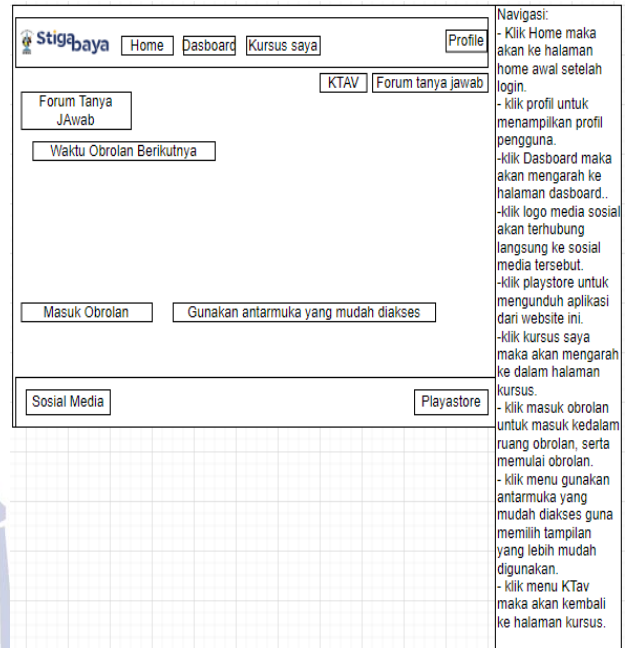 Stigabaya
Home
Dasboard
Kursus saya
Profile
KTAV
Forum tanya jawab
Forum Tanya
JAwab
Waktu Obrolan Berikutnya
Masuk Obrolan
Gunakan antarmuka yang mudah diakses
Sosial Media
Playastore
Navigasi:
- Klik Home maka
akan ke halaman
home awal setelah
login.
- klik profil untuk
menampilkan profil
pengguna.
-klik Dasboard maka
akan mengarah ke
halaman dasboard..
-klik logo media sosial
akan terhubung
langsung ke sosial
media tersebut.
-klik playstore untuk
mengunduh aplikasi
dari website ini.
-klik kursus saya
maka akan mengarah
ke dalam halaman
kursus.
- klik masuk obrolan
untuk masuk kedalam
ruang obrolan, serta
memulai obrolan.
- klik menu gunakan
antarmuka yang
mudah diakses guna
memilih tampilan
yang lebih mudah
digunakan.
- klik menu KTav
maka akan kembali
ke halaman kursus.